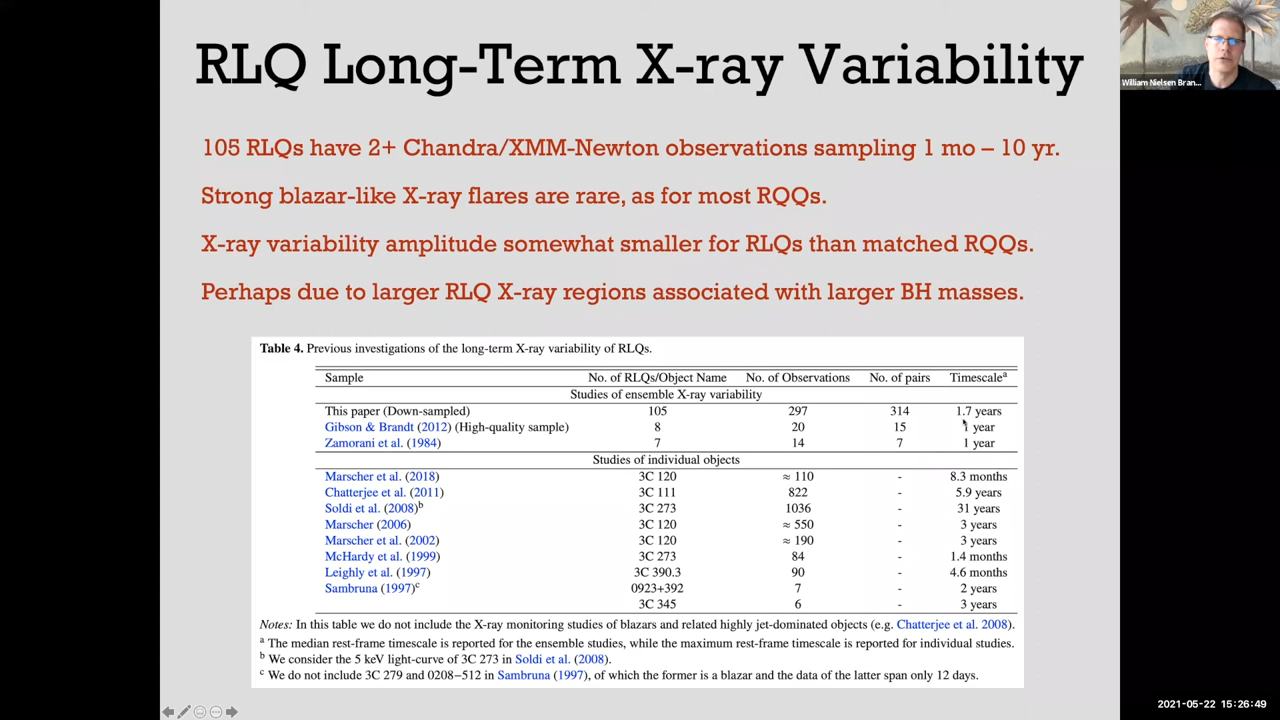 RLQ Long-Term X-ray Variability
William Nielsen Bran...
105 RLQs have 2+ Chandra/XMM-Newton observations sampling 1 mo – 10 yr.
Strong blazar-like X-ray flares are rare, as for most RQQs.
X-ray variability amplitude somewhat smaller for RLQs than matched RQQs.
Perhaps due to larger RLQ X-ray regions associated with larger BH masses.
Table 4. Previous investigations of the long-term X-ray variability of RLQs.
Sample No. of RLQs/Object Name No. of Observations No. of pairs Timescaleᵃ
Studies of ensemble X-ray variability
This paper (Down-sampled) 105 297 314 1.7 years
Gibson & Brandt (2012) (High-quality sample) 8 20 15 1 year
Zamorani et al. (1984) 7 14 7 1 year
Studies of individual objects
Marscher et al. (2018) 3C 120 ≈ 110 - 8.3 months
Chatterjee et al. (2011) 3C 111 822 - 5.9 years
Soldi et al. (2008)ᵇ 3C 273 1036 - 31 years
Marscher (2006) 3C 120 ≈ 550 - 3 years
Marscher et al. (2002) 3C 120 ≈ 190 - 3 years
McHardy et al. (1999) 3C 273 84 - 1.4 months
Leighly et al. (1997) 3C 390.3 90 - 4.6 months
Sambruna (1997)ᶜ 0923+392 7 - 2 years
3C 345 6 - 3 years
Notes: In this table we do not include the X-ray monitoring studies of blazars and related highly jet-dominated objects (e.g. Chatterjee et al. 2008).
ᵃ The median rest-frame timescale is reported for the ensemble studies, while the maximum rest-frame timescale is reported for individual studies.
ᵇ We consider the 5 keV light-curve of 3C 273 in Soldi et al. (2008).
ᶜ We do not include 3C 279 and 0208−512 in Sambruna (1997), of which the former is a blazar and the data of the latter span only 12 days.
2021-05-22 15:26:49